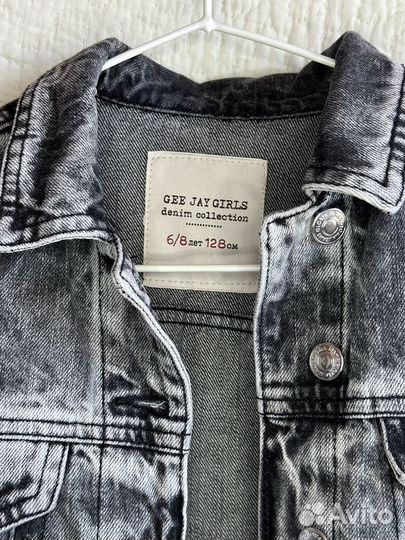 GEE JAY GIRLS
denim collection
6/8 лет 128 см
Avito